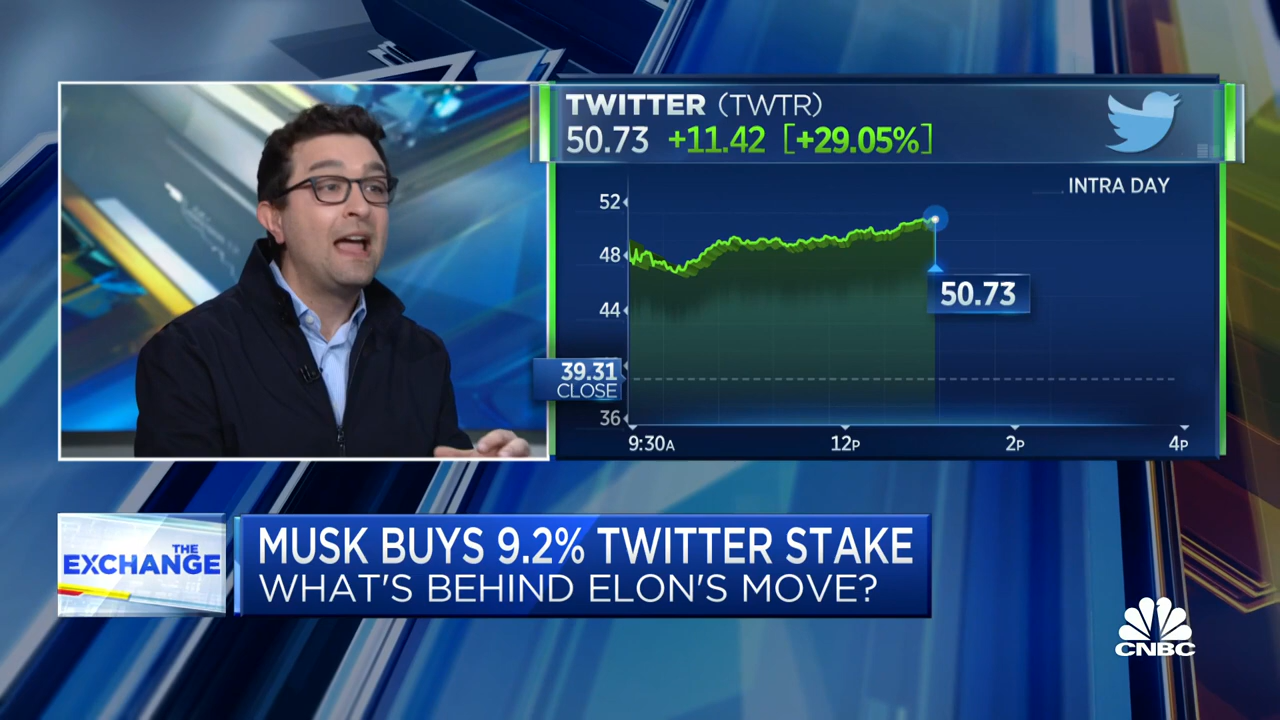 TWITTER (TWTR)
50.73 +11.42 [+29.05%]
INTRA DAY
52
48
44
39.31
CLOSE
36
50.73
9:30A 12P 2P 4P
THE
EXCHANGE
MUSK BUYS 9.2% TWITTER STAKE
WHAT'S BEHIND ELON'S MOVE?
CNBC